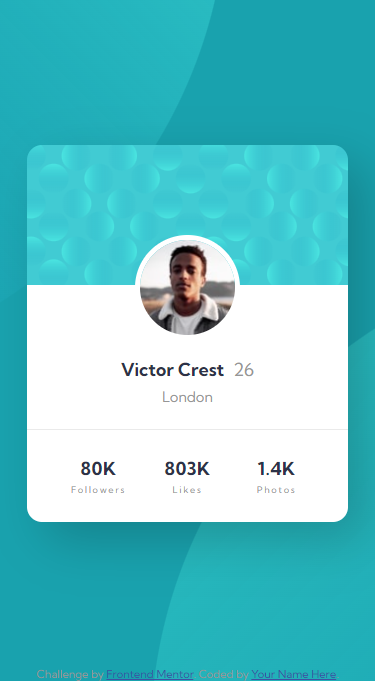 Victor Crest 26
London
80K 803K 1.4K
Followers Likes Photos
Challenge by Frontend Mentor. Coded by Your Name Here.